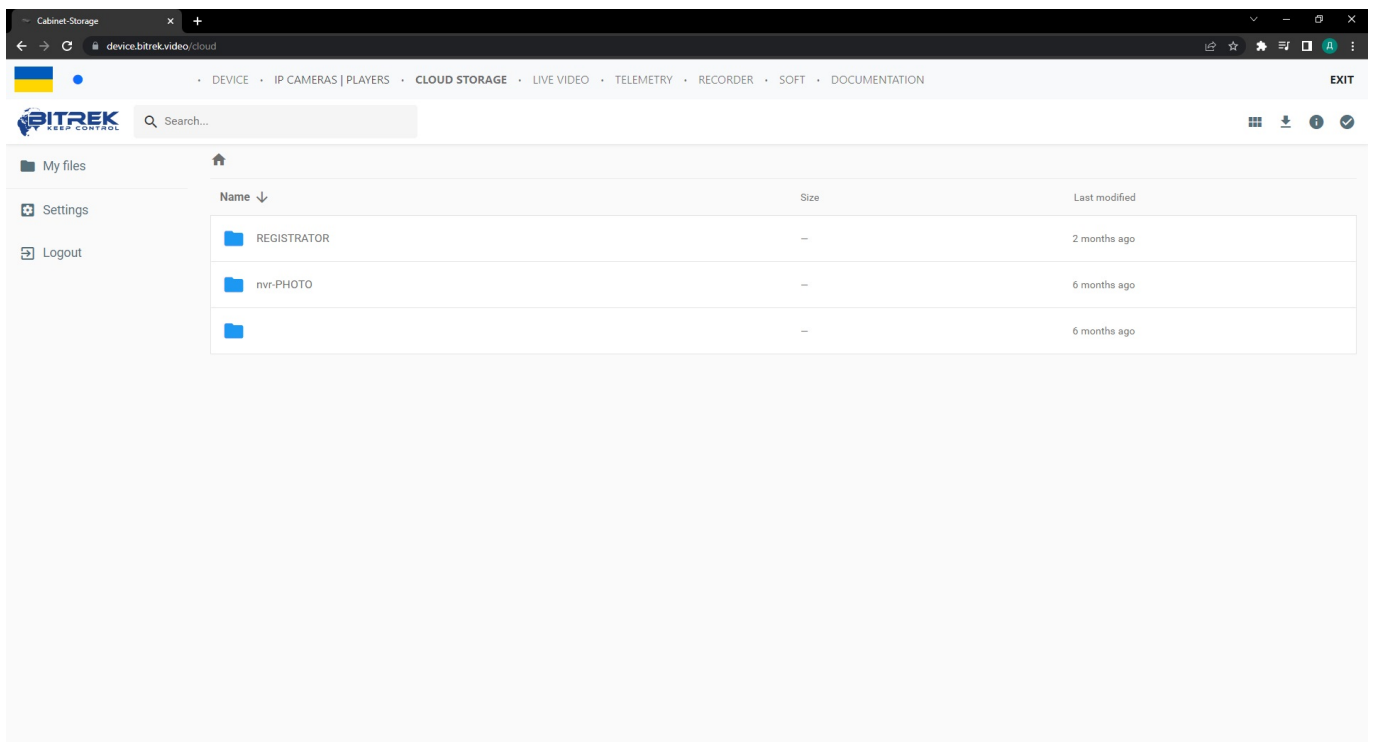 Cabinet-Storage
device.bitrek.video/cloud
Д
• DEVICE • IP CAMERAS | PLAYERS • CLOUD STORAGE • LIVE VIDEO • TELEMETRY • RECORDER • SOFT • DOCUMENTATION EXIT
BITREK
KEEP CONTROL
Search...
My files
Settings
Logout
Name Size Last modified
REGISTRATOR – 2 months ago
nvr-PHOTO – 6 months ago
– 6 months ago